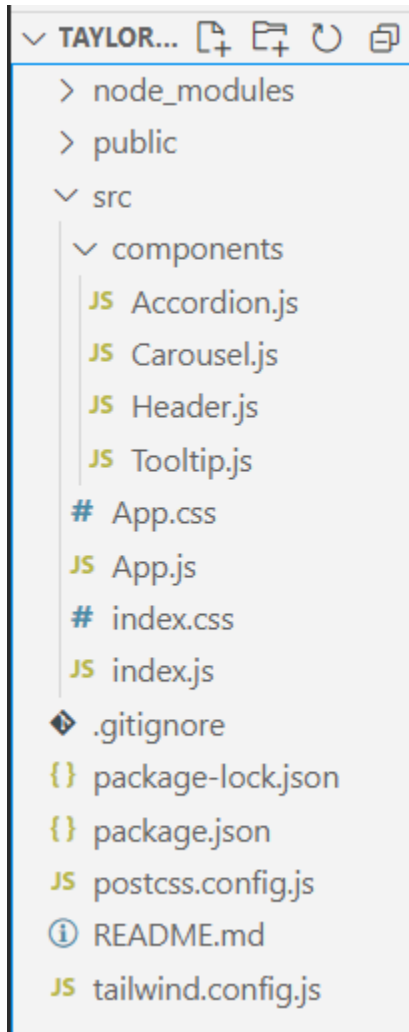 TAYLOR...
node_modules
public
src
components
JS Accordion.js
JS Carousel.js
JS Header.js
JS Tooltip.js
# App.css
JS App.js
# index.css
JS index.js
.gitignore
{} package-lock.json
{} package.json
JS postcss.config.js
README.md
JS tailwind.config.js